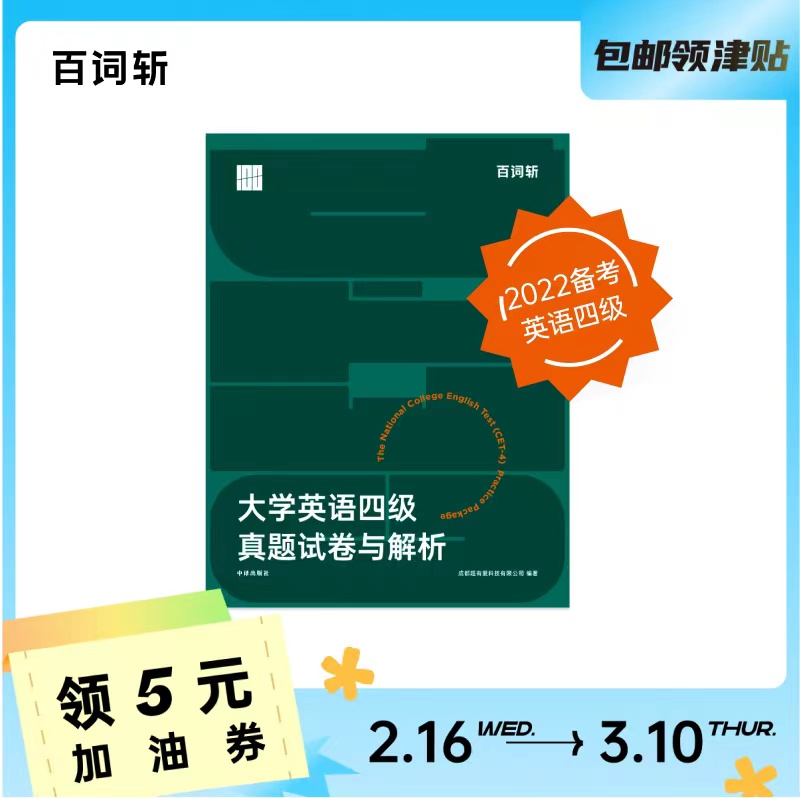 百词斩
包邮领津贴
百词斩
2022备考
英语四级
The National College English Test (CET-4) Practice Package
大学英语四级
真题试卷与解析
中译出版社
成都超有爱科技有限公司 编著
领5元
加油券
2.16 WED. 3.10 THUR.